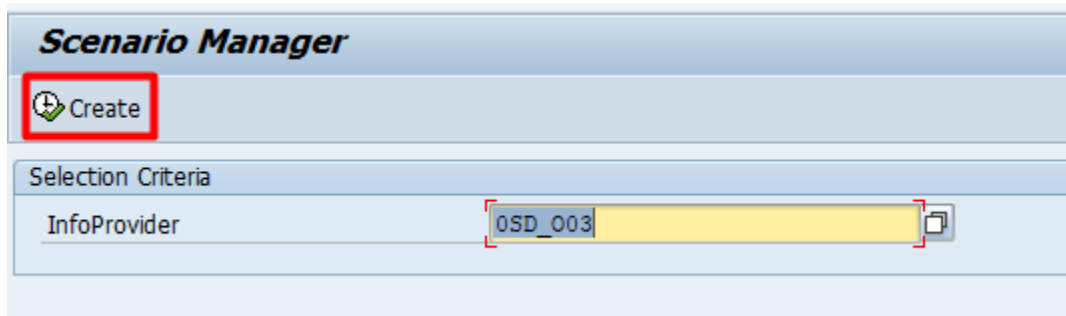 Scenario Manager
Create
Selection Criteria
InfoProvider 0SD_O03